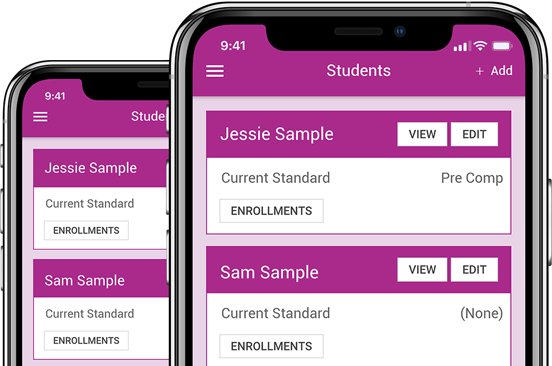 9:41
Stude
Jessie Sample
Current Standard
ENROLLMENTS
Sam Sample
Current Standard
ENROLLMENTS
9:41
Students
+ Add
Jessie Sample
VIEW
EDIT
Current Standard
Pre Comp
ENROLLMENTS
Sam Sample
VIEW
EDIT
Current Standard
(None)
ENROLLMENTS